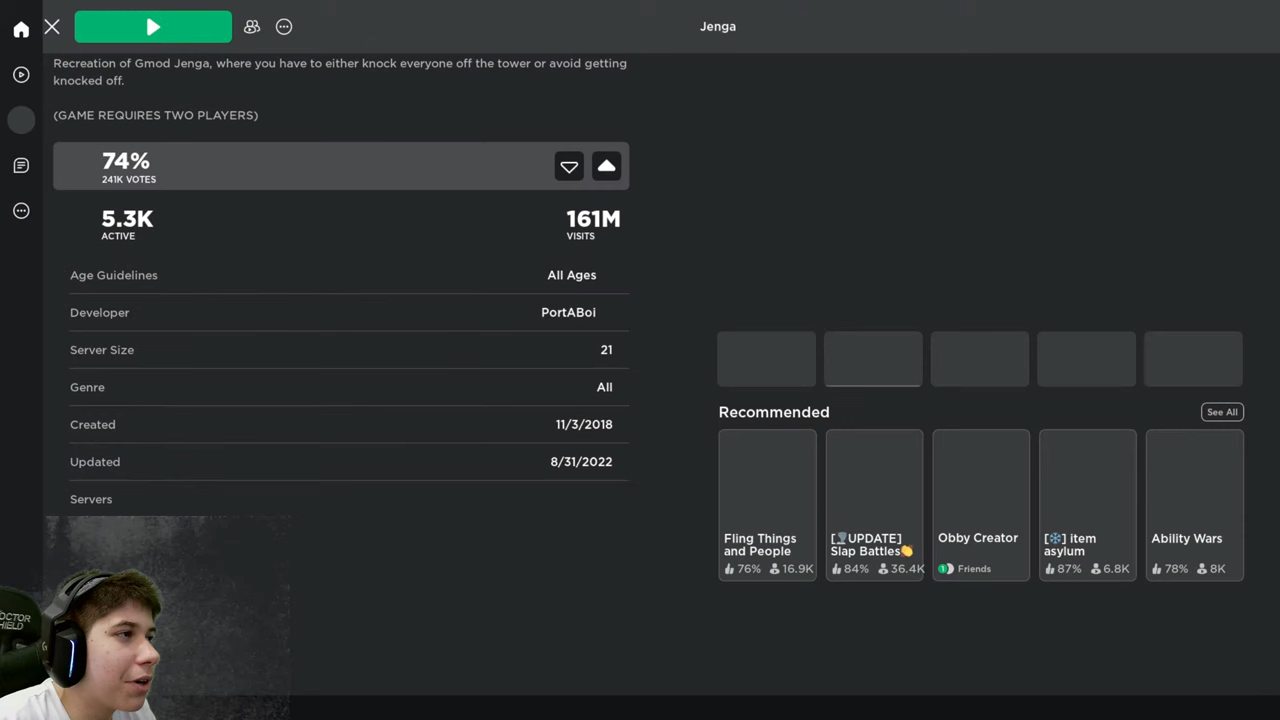 Jenga
Recreation of Gmod Jenga, where you have to either knock everyone off the tower or avoid getting
knocked off.
(GAME REQUIRES TWO PLAYERS)
74%
241K VOTES
5.3K
ACTIVE
161M
VISITS
Age Guidelines
All Ages
Developer
PortABoi
Server Size
21
Genre
All
Created
11/3/2018
Updated
8/31/2022
Servers
Recommended
See All
Fling Things
and People
76% 16.9K
[🏆UPDATE]
Slap Battles👏
84% 36.4K
Obby Creator
1 Friends
[❄️] item
asylum
87% 6.8K
Ability Wars
78% 8K